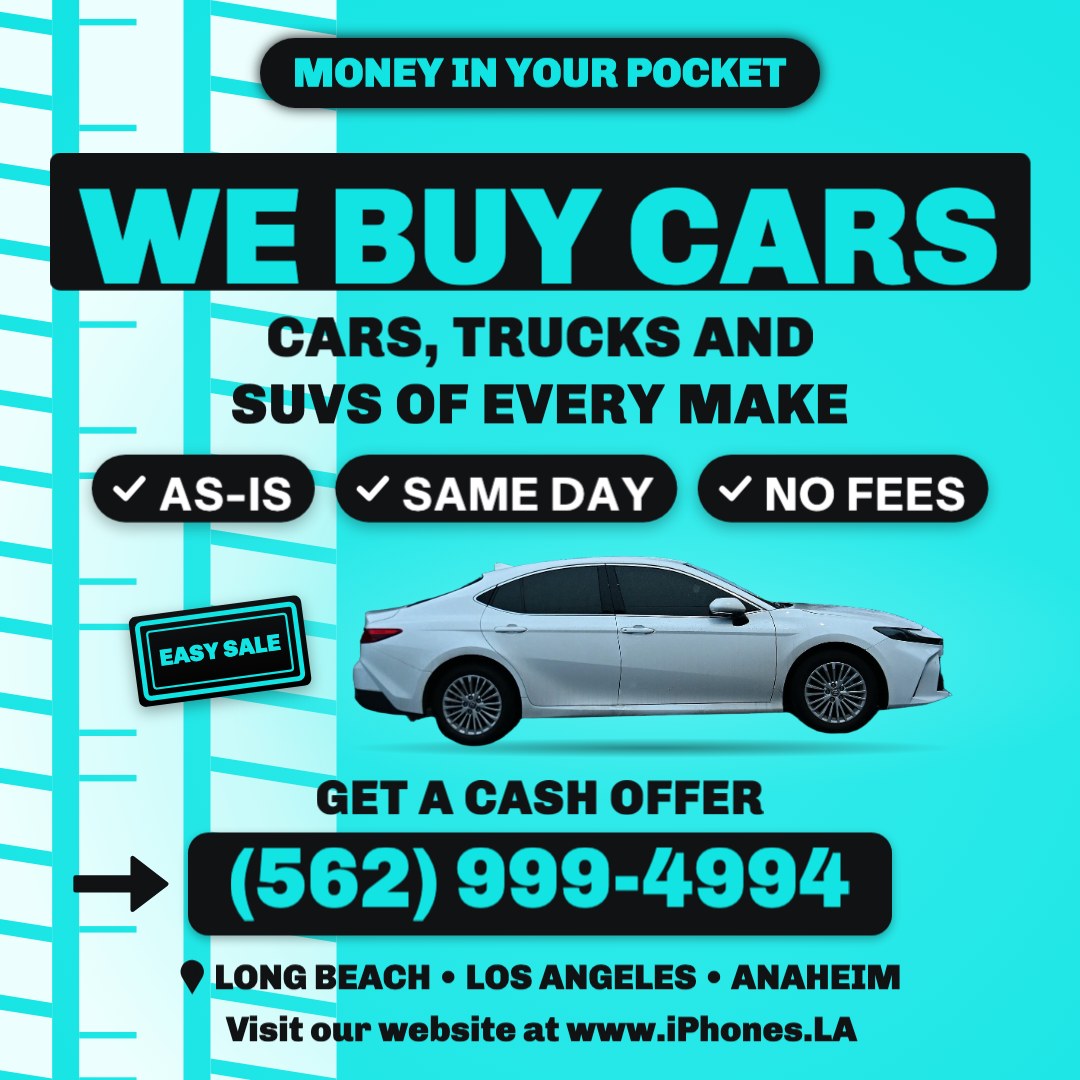 MONEY IN YOUR POCKET
WE BUY CARS
CARS, TRUCKS AND
SUVS OF EVERY MAKE
AS-IS
SAME DAY
NO FEES
EASY SALE
GET A CASH OFFER
(562) 999-4994
LONG BEACH • LOS ANGELES • ANAHEIM
Visit our website at www.iPhones.LA